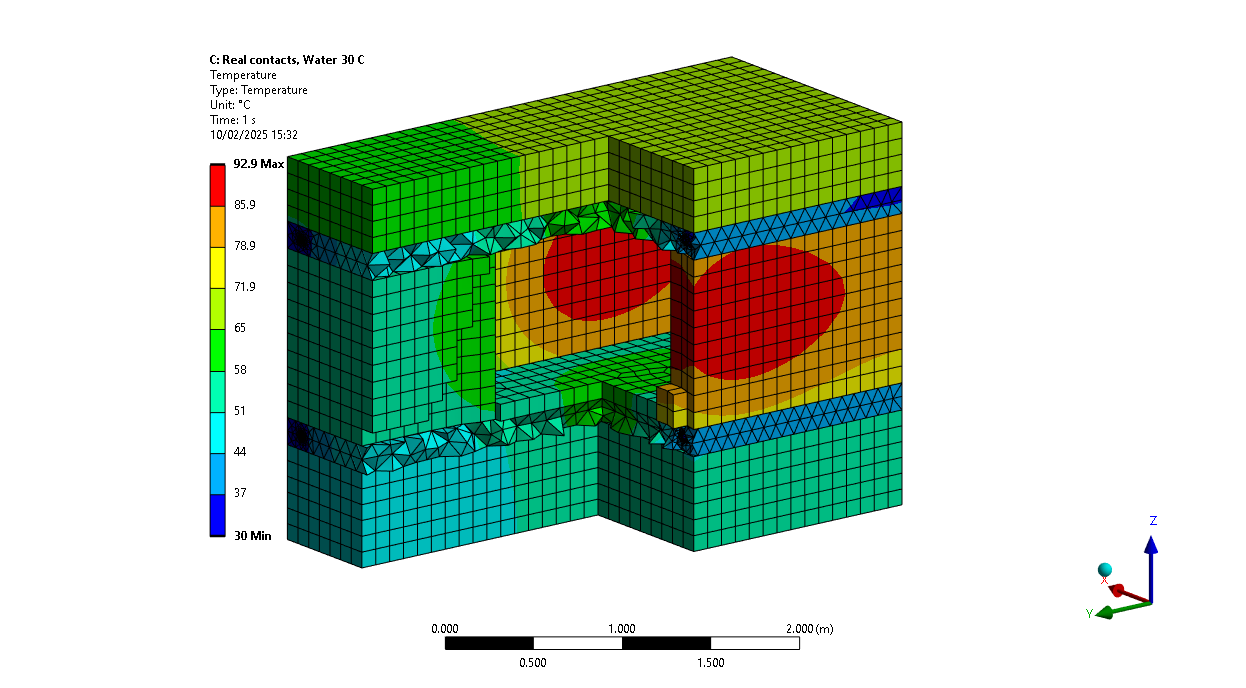 C: Real contacts, Water 30 C
Temperature
Type: Temperature
Unit: °C
Time: 1 s
10/02/2025 15:32
92.9 Max
85.9
78.9
71.9
65
58
51
44
37
30 Min
Z
X
Y
0.000 1.000 2.000 (m)
0.500 1.500